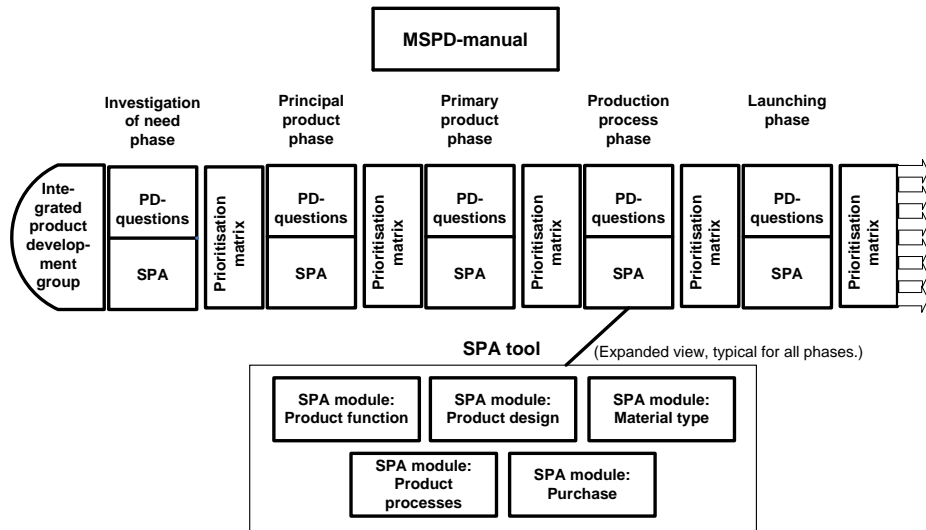 MSPD-manual
Investigation
of need
phase
Principal
product
phase
Primary
product
phase
Production
process
phase
Launching
phase
Inte-
grated
product
develop-
ment
group
PD-
questions
SPA
Prioritisation
matrix
PD-
questions
SPA
Prioritisation
matrix
PD-
questions
SPA
Prioritisation
matrix
PD-
questions
SPA
Prioritisation
matrix
PD-
questions
SPA
Prioritisation
matrix
SPA tool
(Expanded view, typical for all phases.)
SPA module:
Product function
SPA module:
Product design
SPA module:
Material type
SPA module:
Product
processes
SPA module:
Purchase